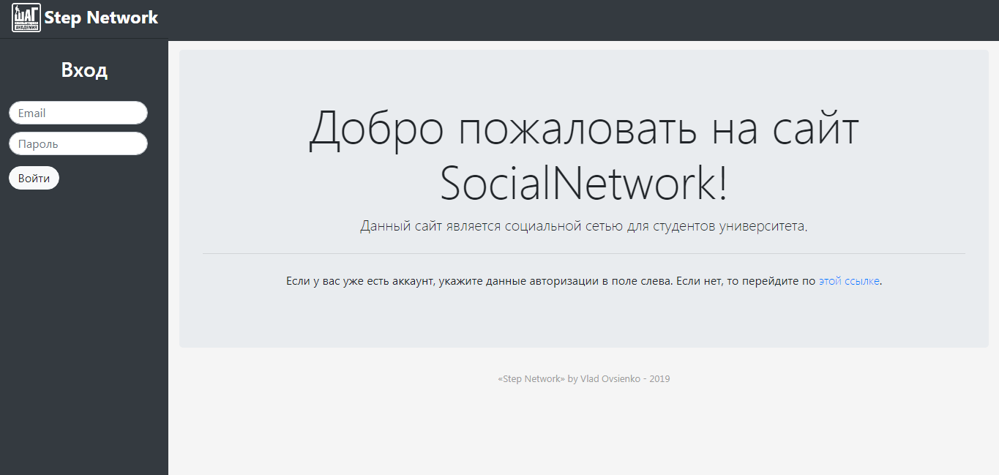 ШАГ
КОМПЬЮТЕРНАЯ
АКАДЕМИЯ
Step Network
Вход
Email
Пароль
Войти
Добро пожаловать на сайт
SocialNetwork!
Данный сайт является социальной сетью для студентов университета.
Если у вас уже есть аккаунт, укажите данные авторизации в поле слева. Если нет, то перейдите по этой ссылке.
«Step Network» by Vlad Ovsienko - 2019